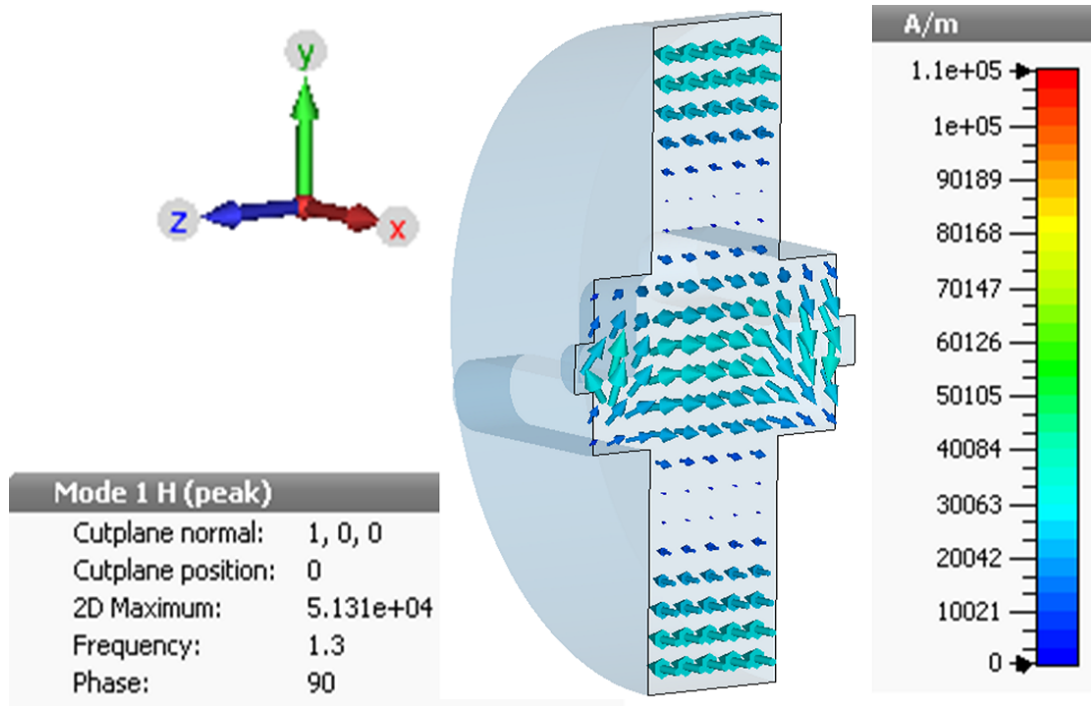 y
z
x
Mode 1 H (peak)
Cutplane normal: 1, 0, 0
Cutplane position: 0
2D Maximum: 5.131e+04
Frequency: 1.3
Phase: 90
A/m
1.1e+05
1e+05
90189
80168
70147
60126
50105
40084
30063
20042
10021
0